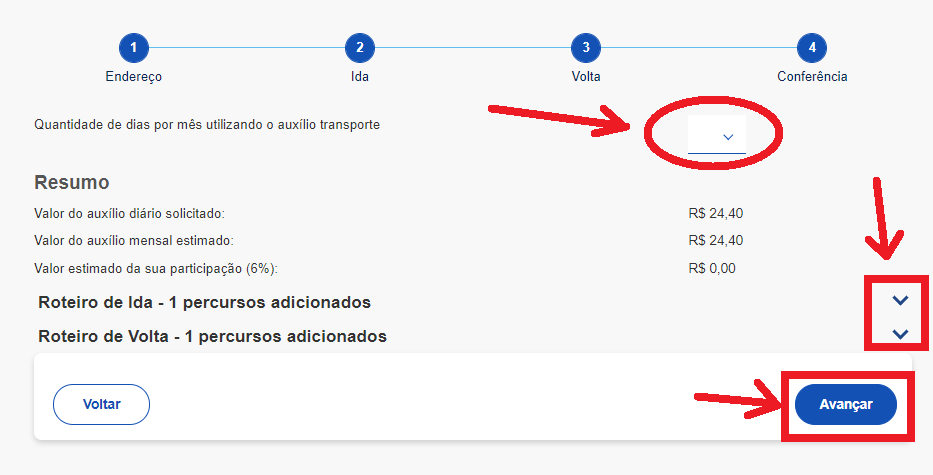 1 2 3 4
Endereço Ida Volta Conferência
Quantidade de dias por mês utilizando o auxílio transporte
Resumo
Valor do auxílio diário solicitado: R$ 24,40
Valor do auxílio mensal estimado: R$ 24,40
Valor estimado da sua participação (6%): R$ 0,00
Roteiro de Ida - 1 percursos adicionados
Roteiro de Volta - 1 percursos adicionados
Voltar Avançar